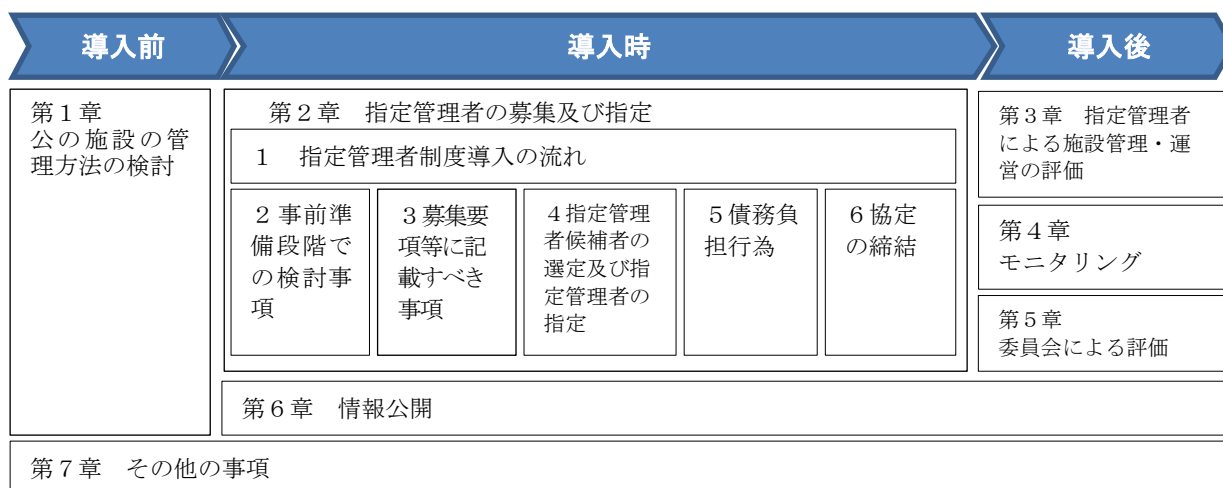 導入前
導入時
導入後
第１章
公の施設の管
理方法の検討
第２章　指定管理者の募集及び指定
１　指定管理者制度導入の流れ
２事前準
備段階で
の検討事
項
３募集要
項等に記
載すべき
事項
４指定管理
者候補者の
選定及び指
定管理者の
指定
５債務負
担行為
６協定
の締結
第３章　指定管理者
による施設管理・運
営の評価
第４章
モニタリング
第５章
委員会による評価
第６章　情報公開
第７章　その他の事項